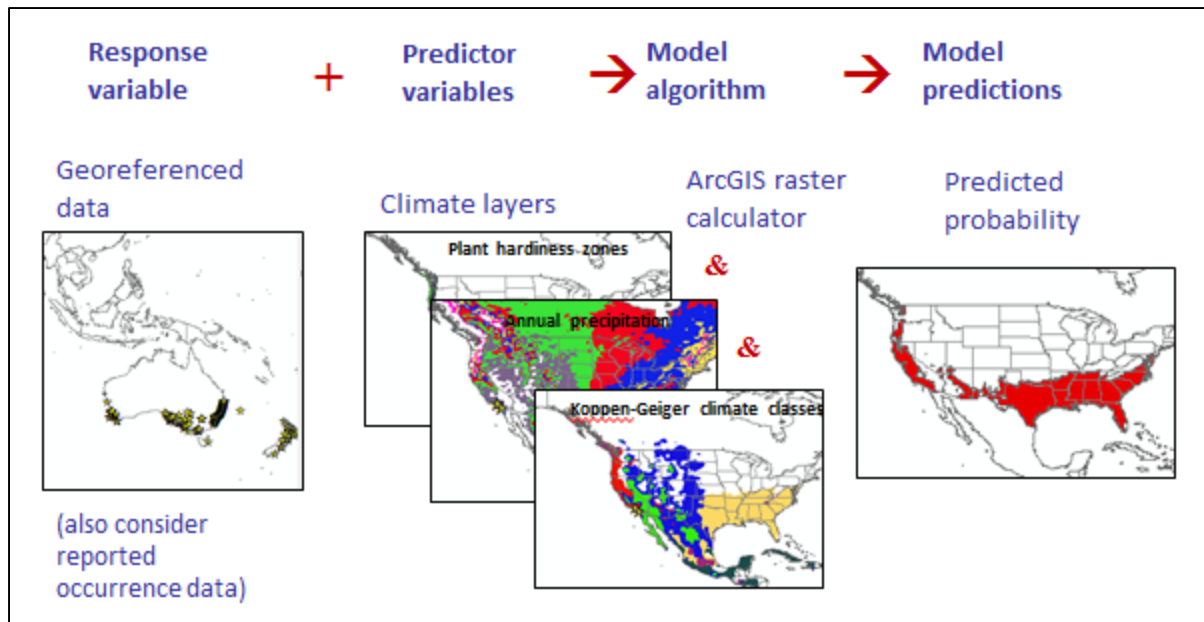 Response
variable
+
Predictor
variables
→
Model
algorithm
→
Model
predictions
Georeferenced
data
Climate layers
ArcGIS raster
calculator
Predicted
probability
Plant hardiness zones
&
Annual precipitation
&
Koppen-Geiger climate classes
(also consider
reported
occurrence data)